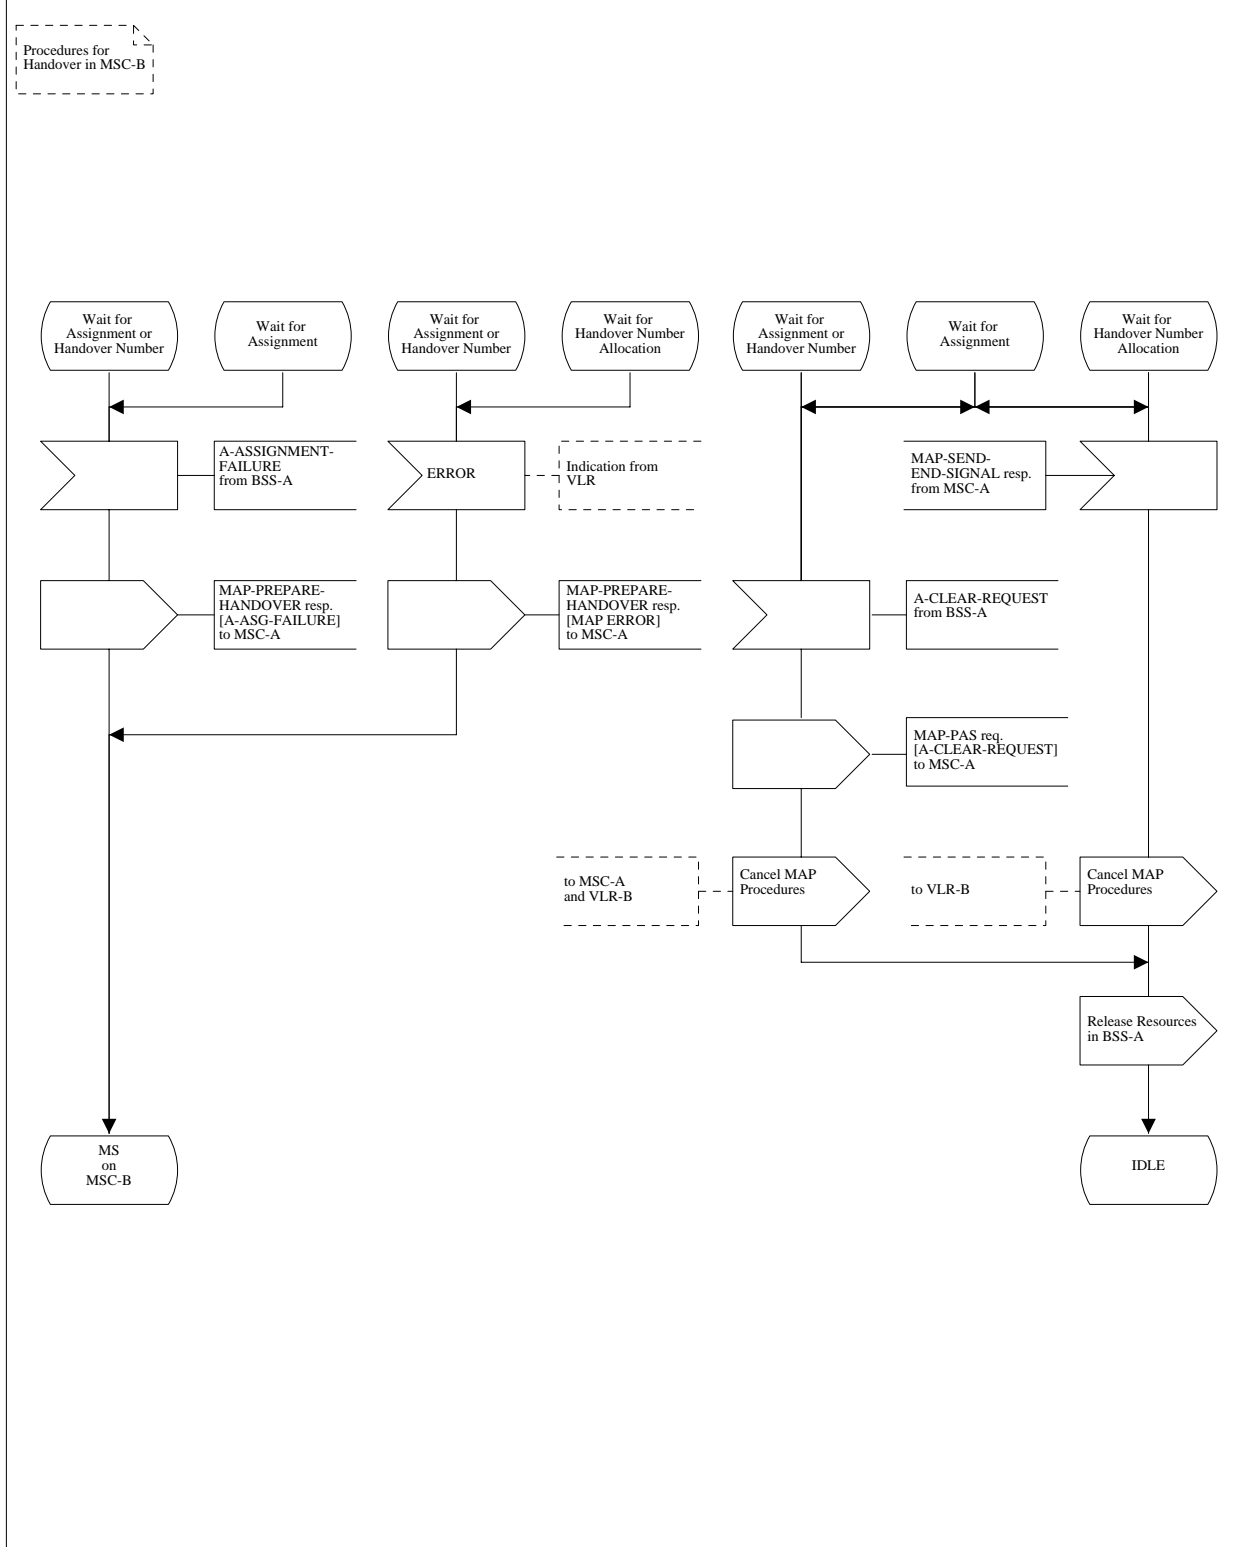 Procedures for
Handover in MSC-B
Wait for
Assignment or
Handover Number
Wait for
Assignment
Wait for
Assignment or
Handover Number
Wait for
Handover Number
Allocation
Wait for
Assignment or
Handover Number
Wait for
Assignment
Wait for
Handover Number
Allocation
A-ASSIGNMENT-
FAILURE
from BSS-A
ERROR
Indication from
VLR
MAP-SEND-
END-SIGNAL resp.
from MSC-A
MAP-PREPARE-
HANDOVER resp.
[A-ASG-FAILURE]
to MSC-A
MAP-PREPARE-
HANDOVER resp.
[MAP ERROR]
to MSC-A
A-CLEAR-REQUEST
from BSS-A
MAP-PAS req.
[A-CLEAR-REQUEST]
to MSC-A
to MSC-A
and VLR-B
Cancel MAP
Procedures
to VLR-B
Cancel MAP
Procedures
Release Resources
in BSS-A
MS
on
MSC-B
IDLE